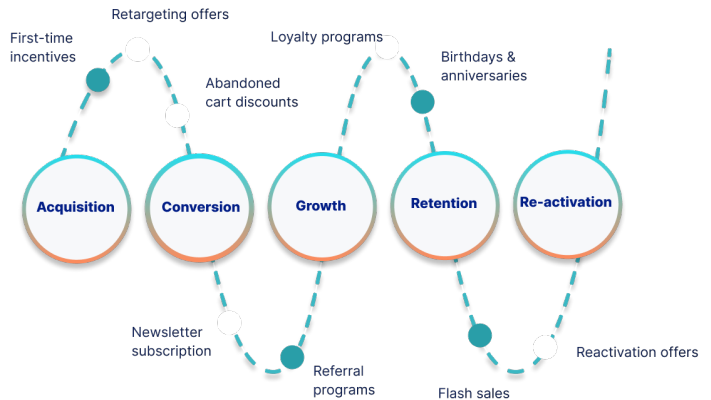 Retargeting offers
First-time
incentives
Loyalty programs
Birthdays &
anniversaries
Abandoned
cart discounts
Acquisition
Conversion
Growth
Retention
Re-activation
Newsletter
subscription
Referral
programs
Reactivation offers
Flash sales